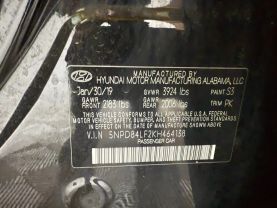 MANUFACTURED BY
HYUNDAI MOTOR MANUFACTURING ALABAMA, LLC
Jan/30/19 GVWR 3924 lbs PAINT S3
GAWR GAWR
FRONT 2183 lbs REAR 2008 lbs TRIM PK
THIS VEHICLE CONFORMS TO ALL APPLICABLE U.S.
FEDERAL MOTOR VEHICLE SAFETY, BUMPER, AND THEFT
PREVENTION STANDARDS IN EFFECT ON THE DATE OF
MANUFACTURE SHOWN ABOVE.
V.I.N 5NPD84LF2KH464138
PASSENGER CAR